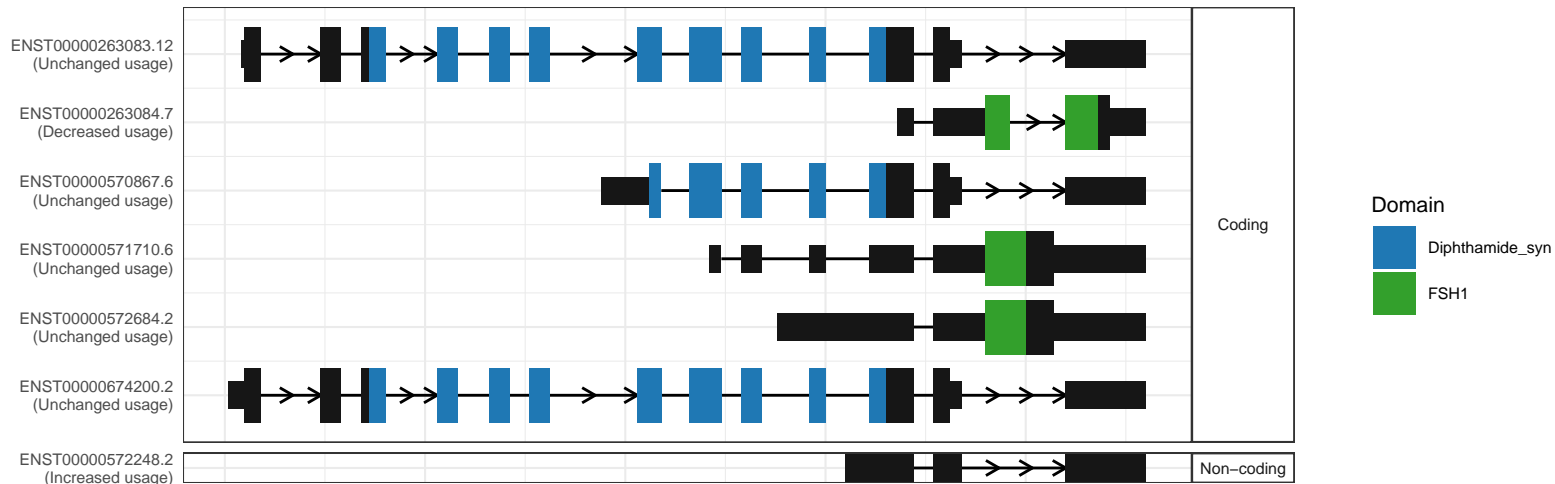 ENST00000263083.12
(Unchanged usage)
ENST00000263084.7
(Decreased usage)
ENST00000570867.6
(Unchanged usage)
ENST00000571710.6
(Unchanged usage)
ENST00000572684.2
(Unchanged usage)
ENST00000674200.2
(Unchanged usage)
ENST00000572248.2
(Increased usage)
Coding
Non−coding
Domain
Diphthamide_syn
FSH1